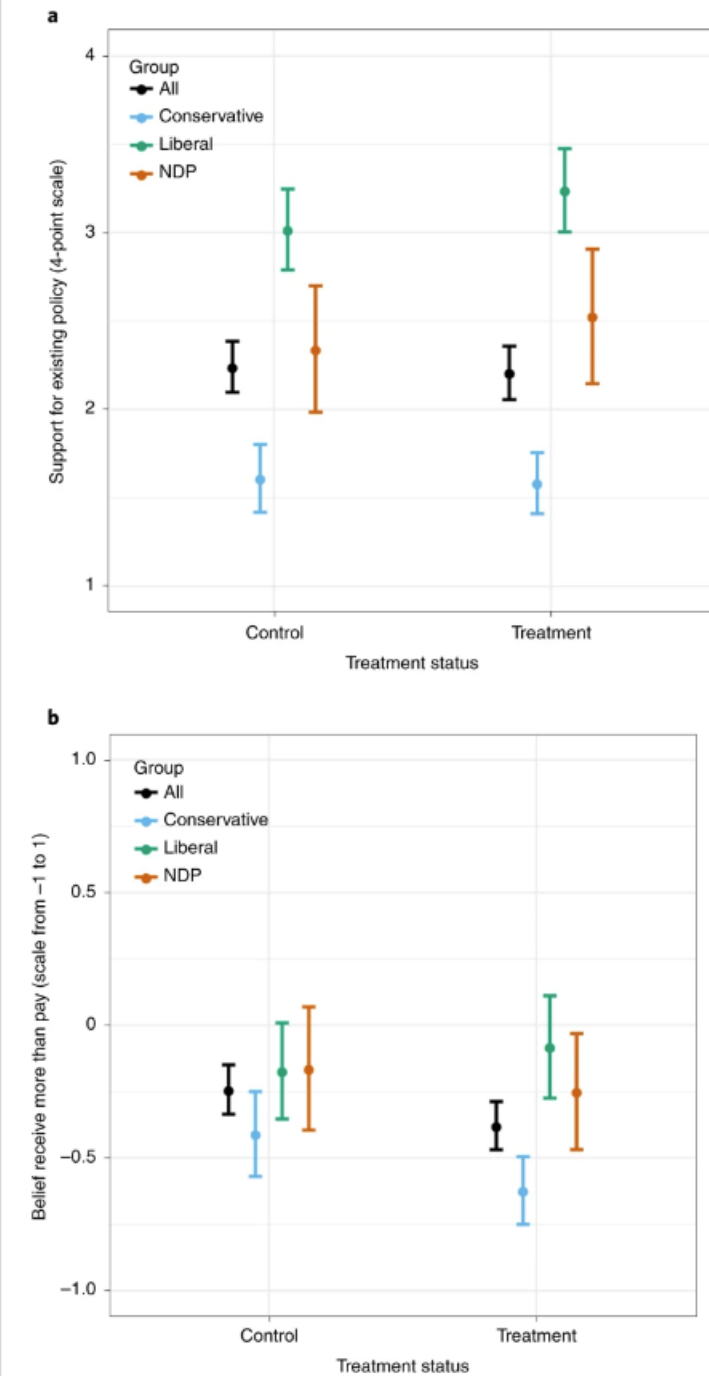 a
4
3
2
1
Support for existing policy (4-point scale)
Group
All
Conservative
Liberal
NDP
Control
Treatment
Treatment status
b
1.0
0.5
0
–0.5
–1.0
Belief receive more than pay (scale from –1 to 1)
Group
All
Conservative
Liberal
NDP
Control
Treatment
Treatment status